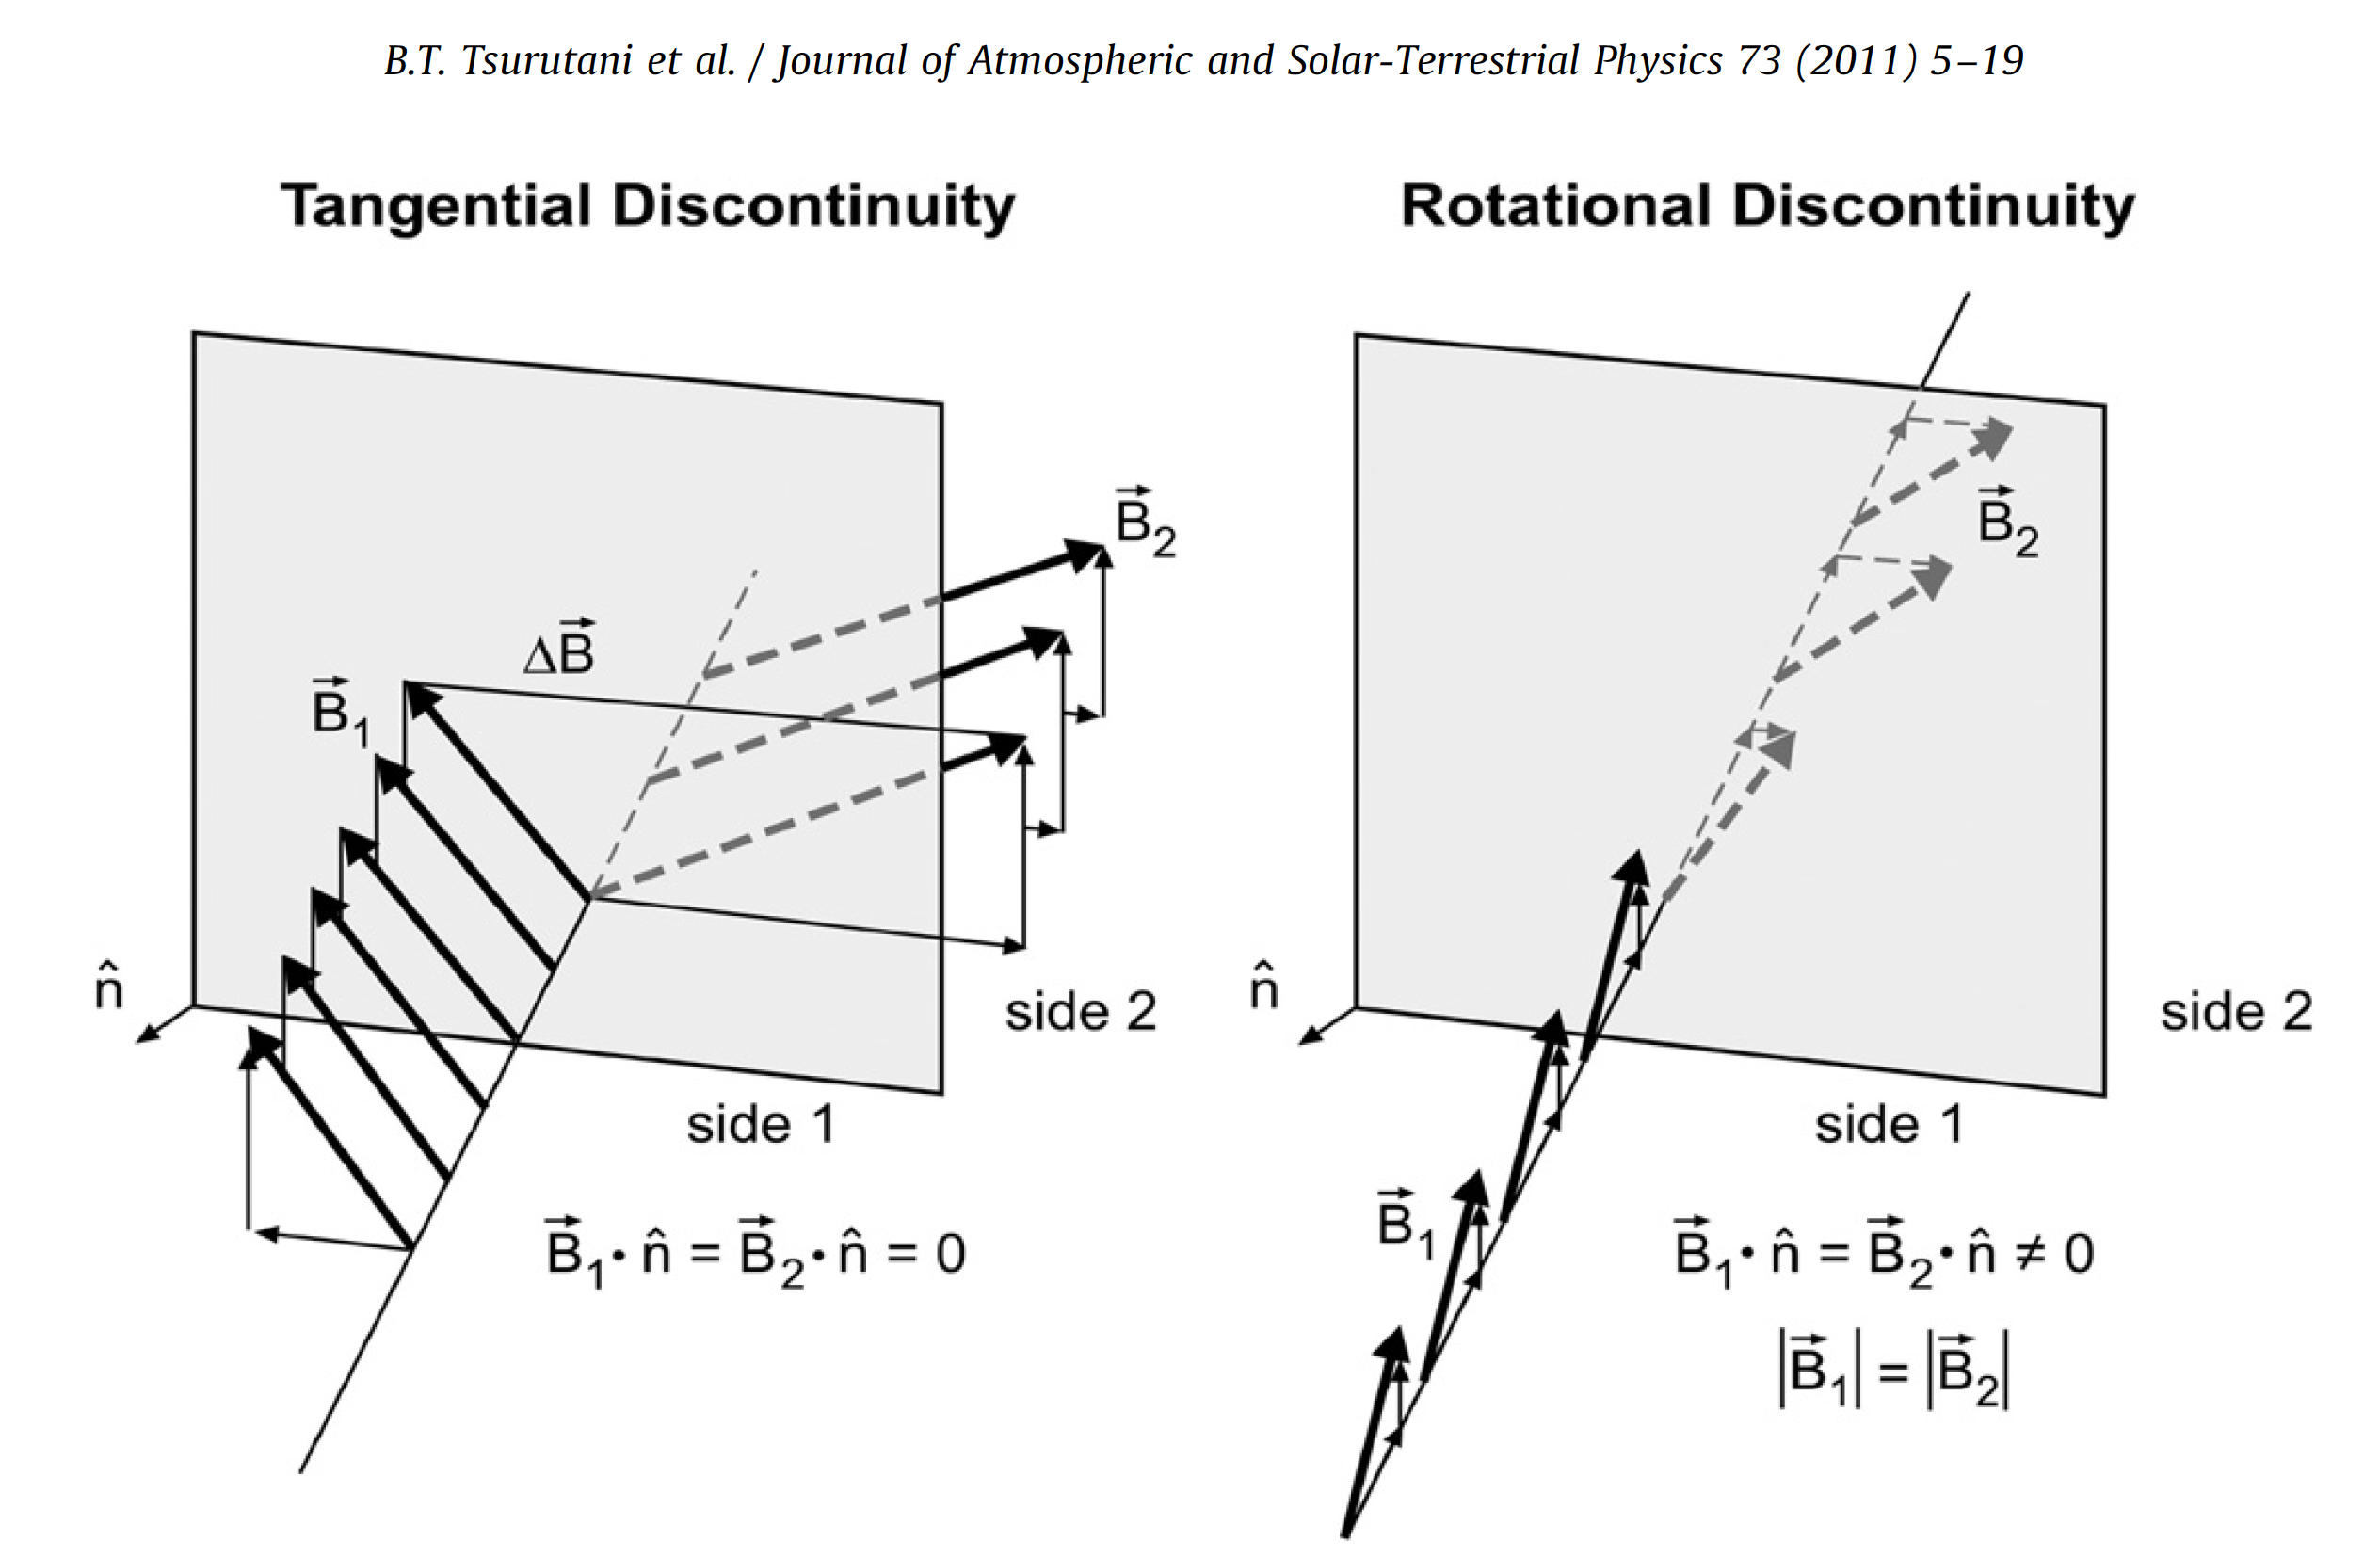 B.T. Tsurutani et al. / Journal of Atmospheric and Solar-Terrestrial Physics 73 (2011) 5–19
Tangential Discontinuity
B⃗₂
ΔB⃗
B⃗₁
n̂
side 2
side 1
B⃗₁ · n̂ = B⃗₂ · n̂ = 0
Rotational Discontinuity
B⃗₂
n̂
side 2
side 1
B⃗₁
B⃗₁ · n̂ = B⃗₂ · n̂ ≠ 0
|B⃗₁| = |B⃗₂|